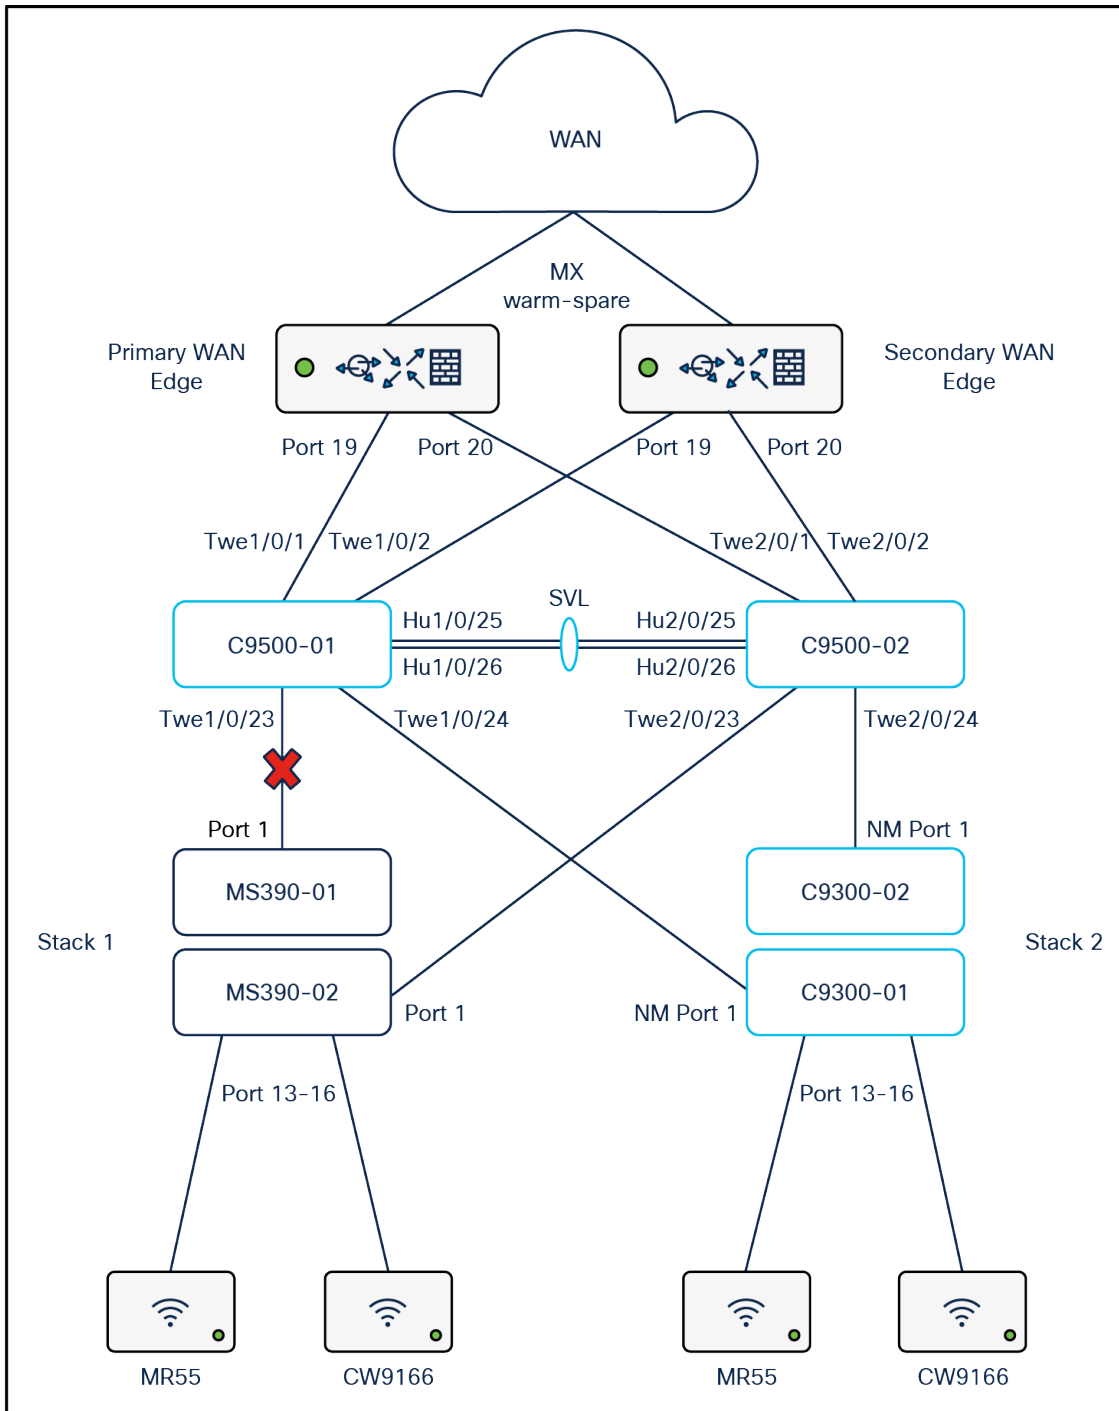 WAN
MX
warm-spare
Primary WAN
Edge
Secondary WAN
Edge
Port 19
Port 20
Port 19
Port 20
Twe1/0/1
Twe1/0/2
Twe2/0/1
Twe2/0/2
SVL
C9500-01
Hu1/0/25
Hu2/0/25
Hu1/0/26
Hu2/0/26
C9500-02
Twe1/0/23
Twe1/0/24
Twe2/0/23
Twe2/0/24
Port 1
NM Port 1
MS390-01
C9300-02
Stack 1
Stack 2
MS390-02
C9300-01
Port 1
NM Port 1
Port 13-16
Port 13-16
MR55
CW9166
MR55
CW9166